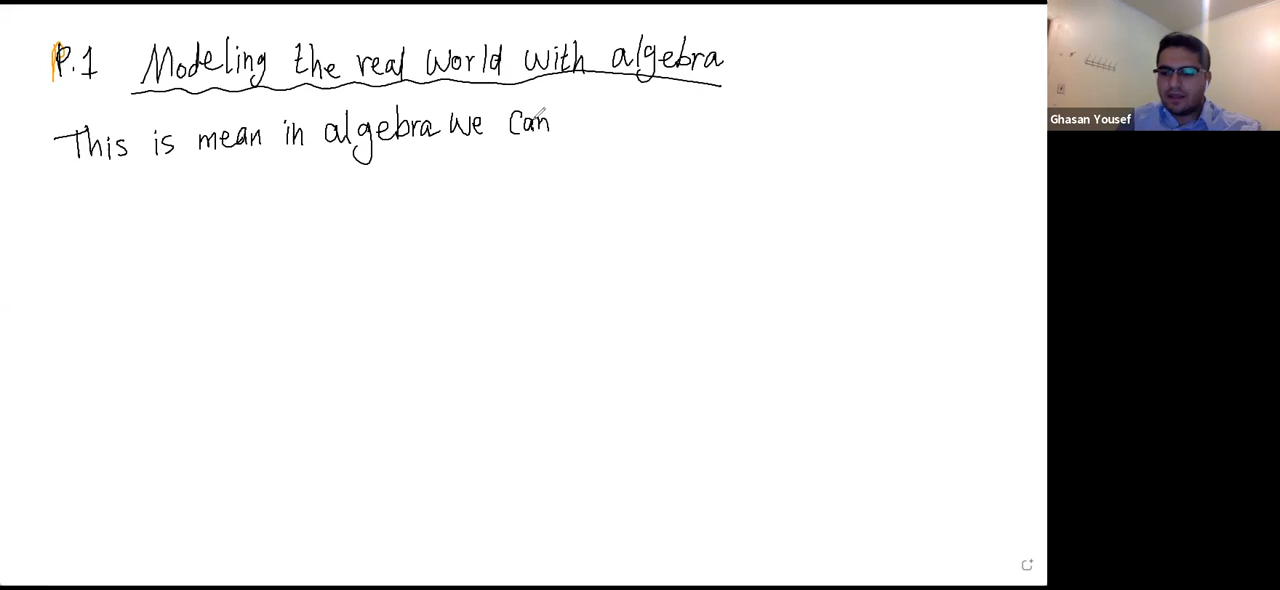 P.1 Modeling the real world with algebra
This is mean in algebra we can
Ghasan Yousef